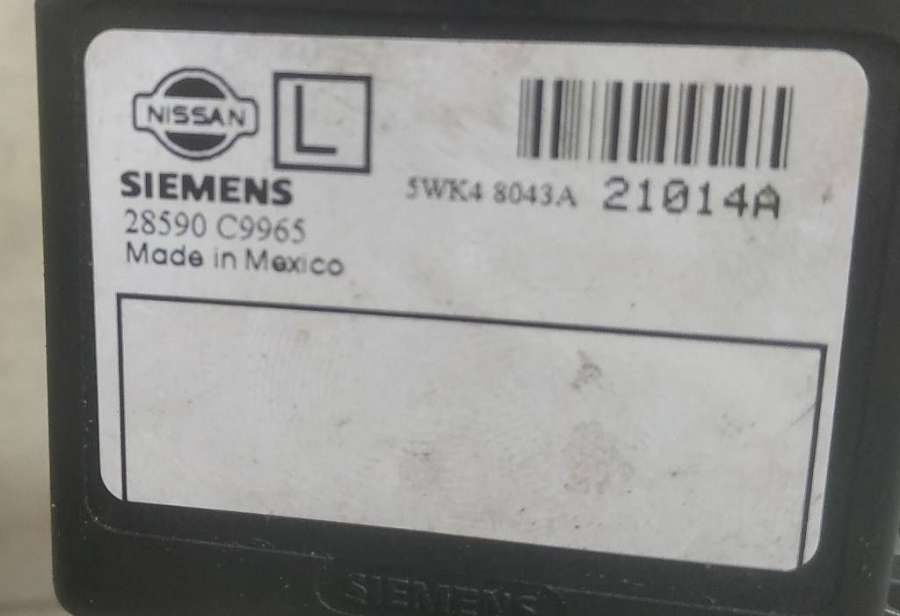 NISSAN
L
SIEMENS
5WK4 8043A 21014A
28590 C9965
Made in Mexico
SIEMENS